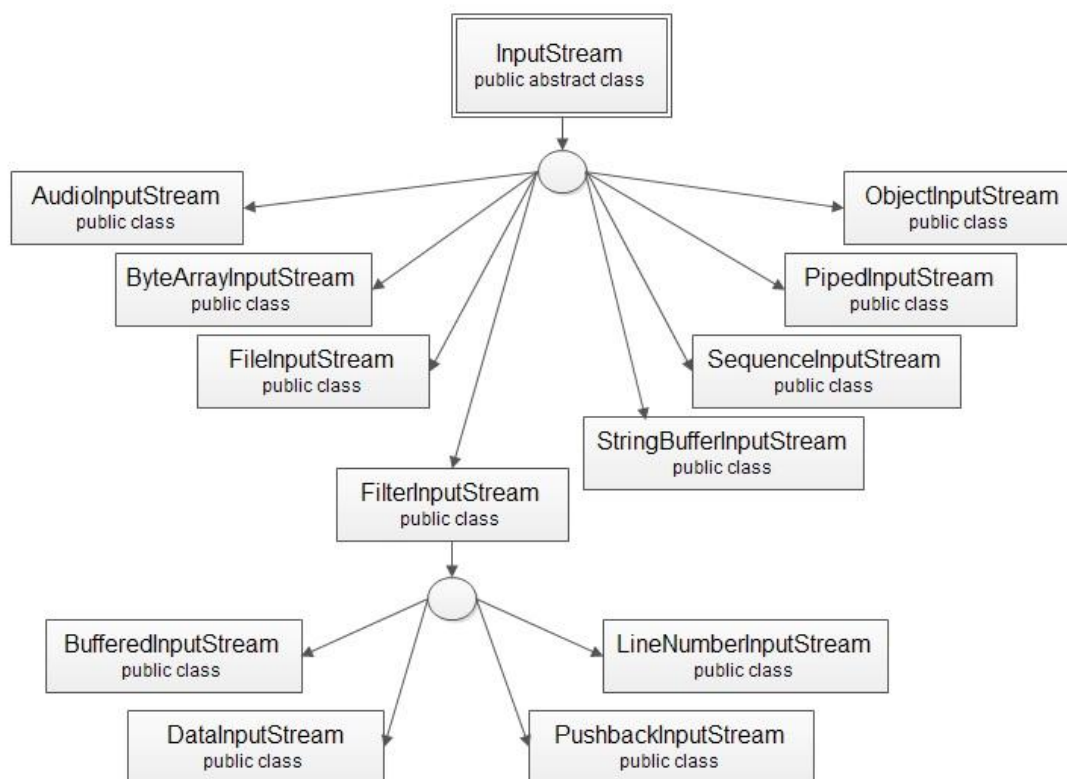 InputStream
public abstract class
AudioInputStream
public class
ObjectInputStream
public class
ByteArrayInputStream
public class
PipedInputStream
public class
FileInputStream
public class
SequenceInputStream
public class
StringBufferInputStream
public class
FilterInputStream
public class
BufferedInputStream
public class
LineNumberInputStream
public class
DataInputStream
public class
PushbackInputStream
public class